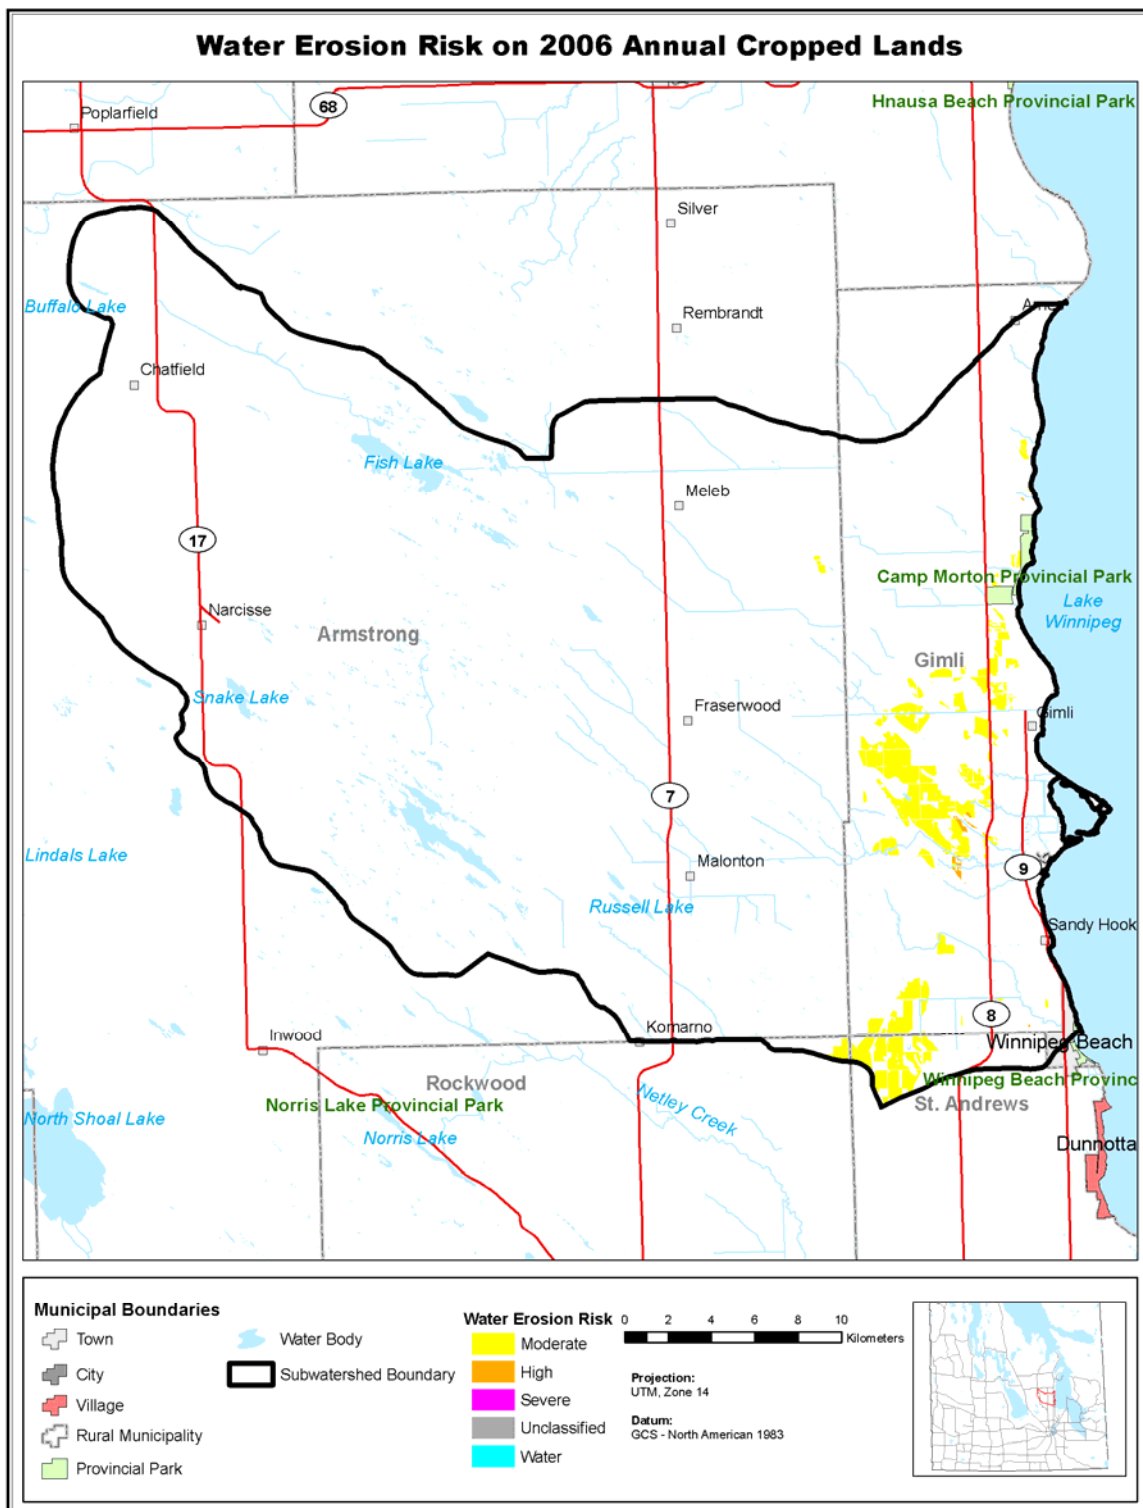 Water Erosion Risk on 2006 Annual Cropped Lands
Hnausa Beach Provincial Park
68
Poplarfield
Silver
Buffalo Lake
Rembrandt
Chatfield
Fish Lake
Meleb
17
Camp Morton Provincial Park
Lake
Winnipeg
Narcisse
Armstrong
Gimli
Snake Lake
Fraserwood
Gimli
7
Lindals Lake
Malonton
9
Russell Lake
Sandy Hook
8
Inwood
Komarno
Winnipeg Beach
Rockwood
Winnipeg Beach Provinc
Norris Lake Provincial Park
St. Andrews
North Shoal Lake
Netley Creek
Norris Lake
Dunnotta
Municipal Boundaries
Town
City
Village
Rural Municipality
Provincial Park
Water Body
Subwatershed Boundary
Water Erosion Risk
Moderate
High
Severe
Unclassified
Water
0 2 4 6 8 10
Kilometers
Projection:
UTM, Zone 14
Datum:
GCS - North American 1983